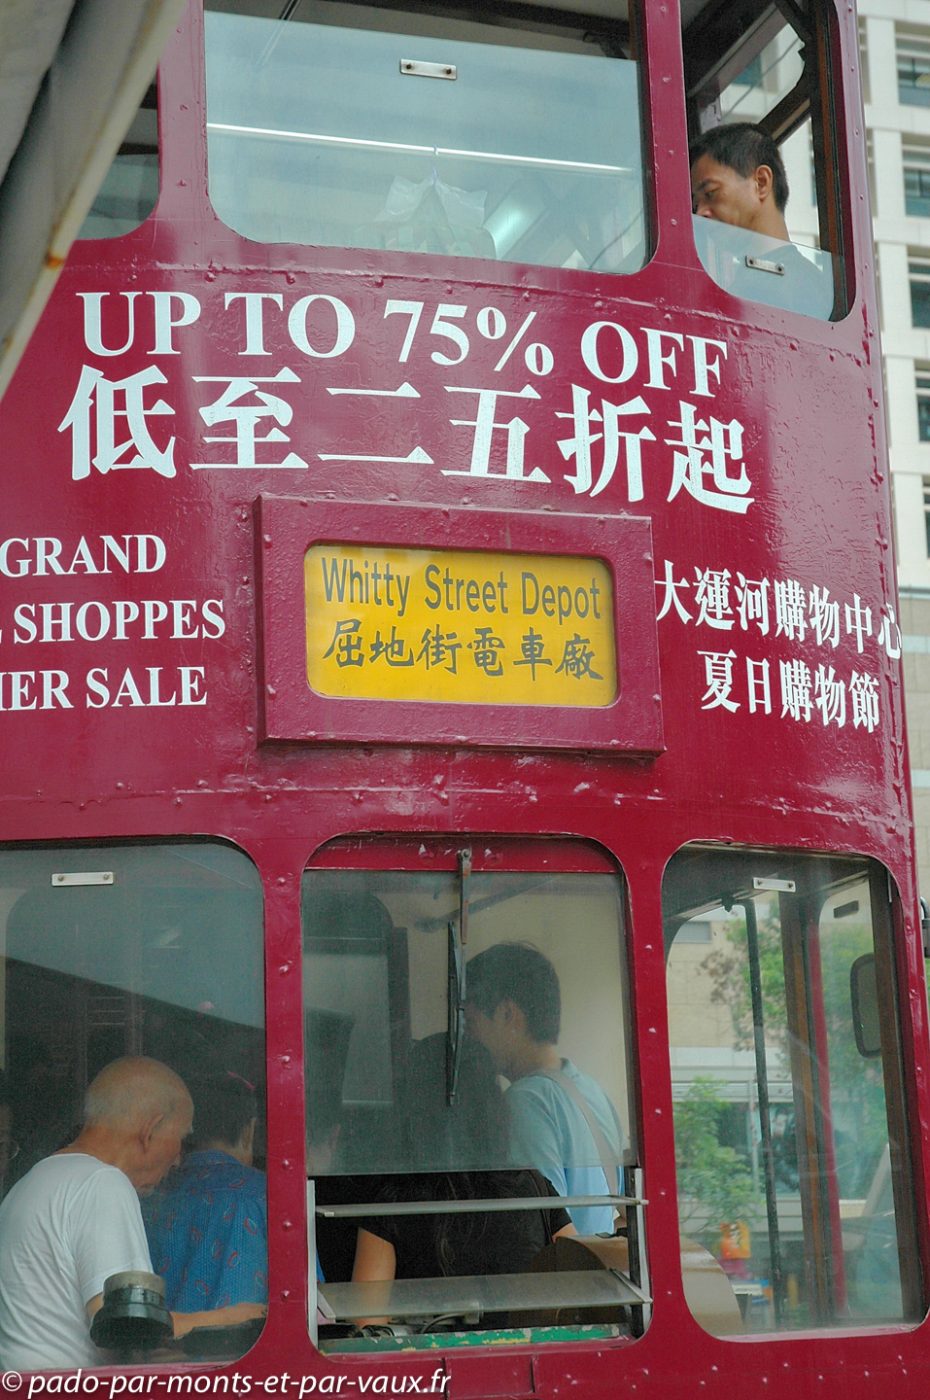 UP TO 75% OFF
低至二五折起
GRAND
SHOPPES
SALE
Whitty Street Depot
屈地街電車廠
大運河購物中心
夏日購物節
© pado-par-monts-et-par-vaux.fr